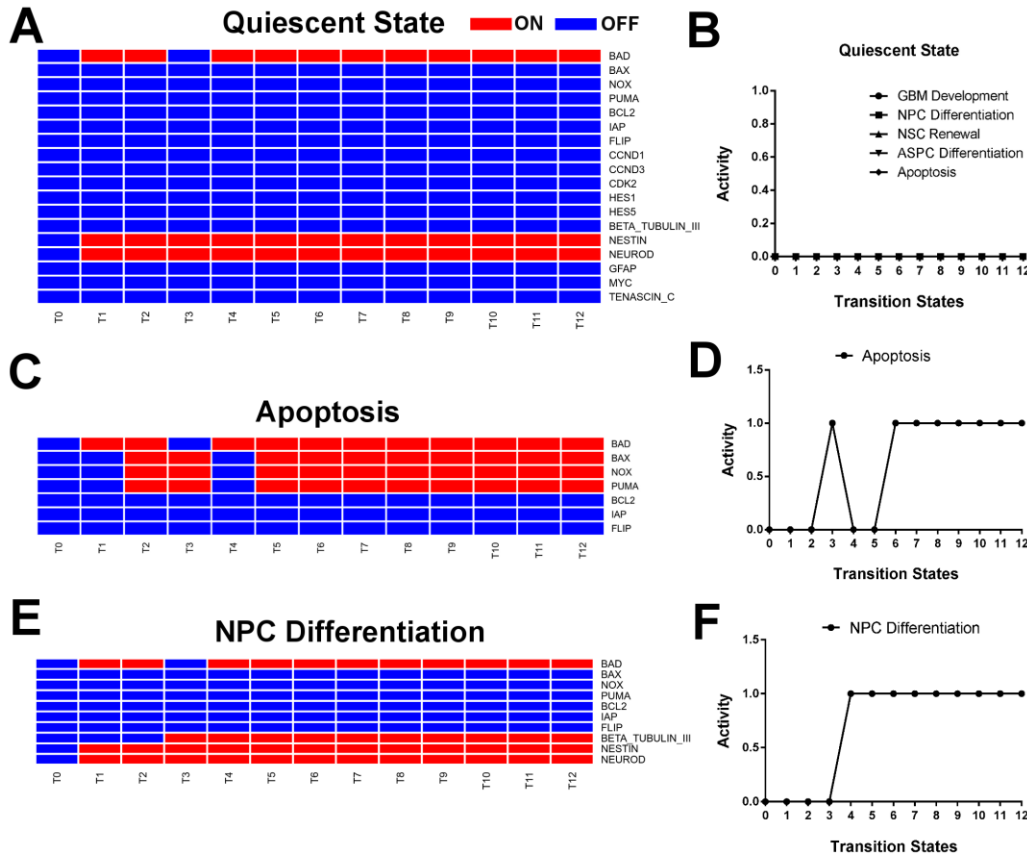 A
Quiescent State
ON
OFF
BAD
BAX
NOX
PUMA
BCL2
IAP
FLIP
CCND1
CCND3
CDK2
HES1
HES5
BETA_TUBULIN_III
NESTIN
NEUROD
GFAP
MYC
TENASCIN_C
T0 T1 T2 T3 T4 T5 T6 T7 T8 T9 T10 T11 T12
B
Quiescent State
GBM Development
NPC Differentiation
NSC Renewal
ASPC Differentiation
Apoptosis
Activity
1.0
0.8
0.6
0.4
0.2
0.0
0 1 2 3 4 5 6 7 8 9 10 11 12
Transition States
C
Apoptosis
BAD
BAX
NOX
PUMA
BCL2
IAP
FLIP
T0 T1 T2 T3 T4 T5 T6 T7 T8 T9 T10 T11 T12
D
Apoptosis
Activity
1.5
1.0
0.5
0.0
0 1 2 3 4 5 6 7 8 9 10 11 12
Transition States
E
NPC Differentiation
BAD
BAX
NOX
PUMA
BCL2
IAP
FLIP
BETA_TUBULIN_III
NESTIN
NEUROD
T0 T1 T2 T3 T4 T5 T6 T7 T8 T9 T10 T11 T12
F
NPC Differentiation
Activity
1.5
1.0
0.5
0.0
0 1 2 3 4 5 6 7 8 9 10 11 12
Transition States